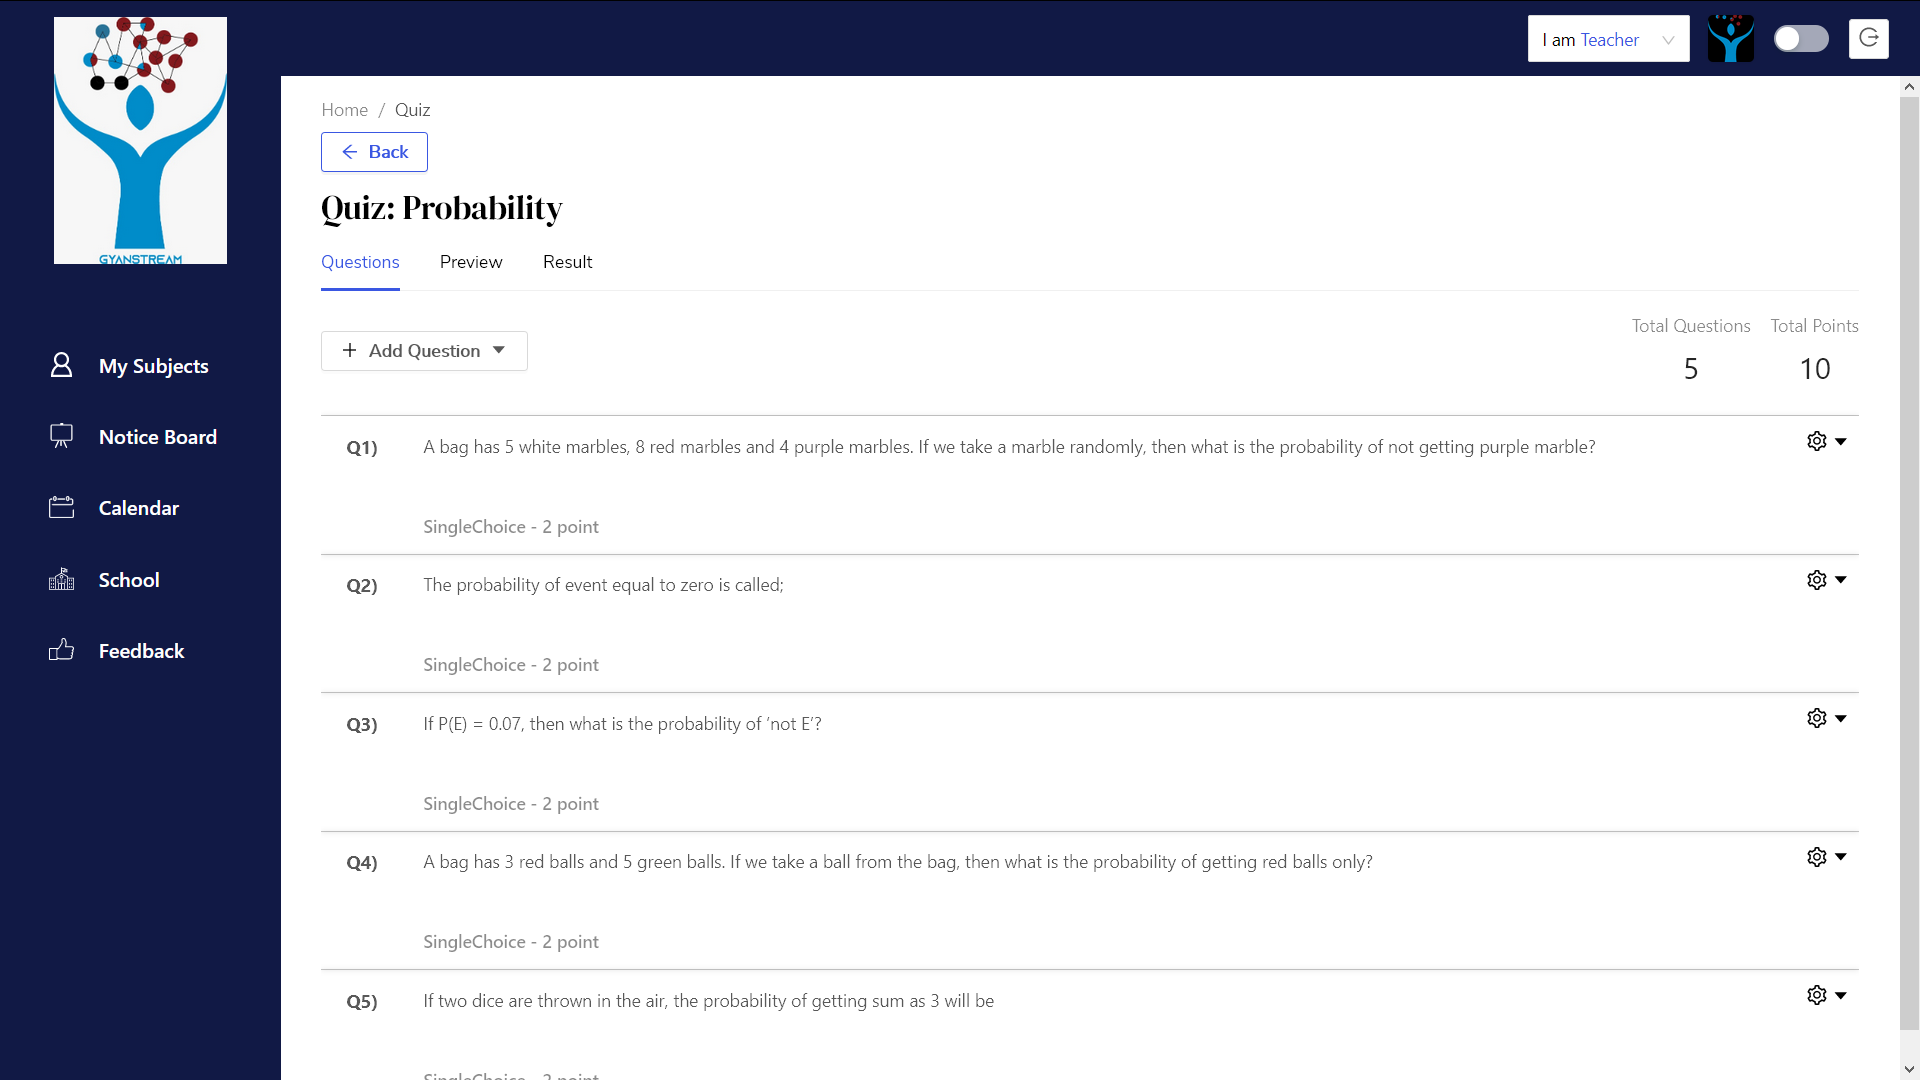 I am Teacher
GYANSTREAM
My Subjects
Notice Board
Calendar
School
Feedback
Home / Quiz
Back
Quiz: Probability
Questions Preview Result
Add Question
Total Questions Total Points
5 10
Q1) A bag has 5 white marbles, 8 red marbles and 4 purple marbles. If we take a marble randomly, then what is the probability of not getting purple marble?
SingleChoice - 2 point
Q2) The probability of event equal to zero is called;
SingleChoice - 2 point
Q3) If P(E) = 0.07, then what is the probability of ‘not E’?
SingleChoice - 2 point
Q4) A bag has 3 red balls and 5 green balls. If we take a ball from the bag, then what is the probability of getting red balls only?
SingleChoice - 2 point
Q5) If two dice are thrown in the air, the probability of getting sum as 3 will be
SingleChoice - 2 point